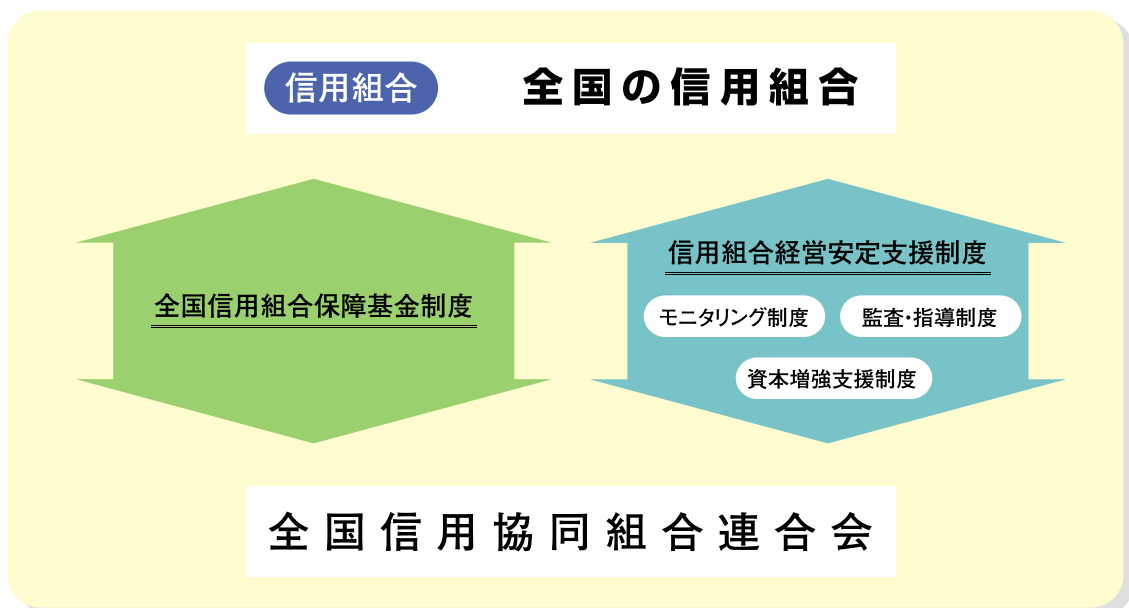 信用組合 全国の信用組合
全国信用組合保障基金制度
信用組合経営安定支援制度
モニタリング制度
監査・指導制度
資本増強支援制度
全国信用協同組合連合会